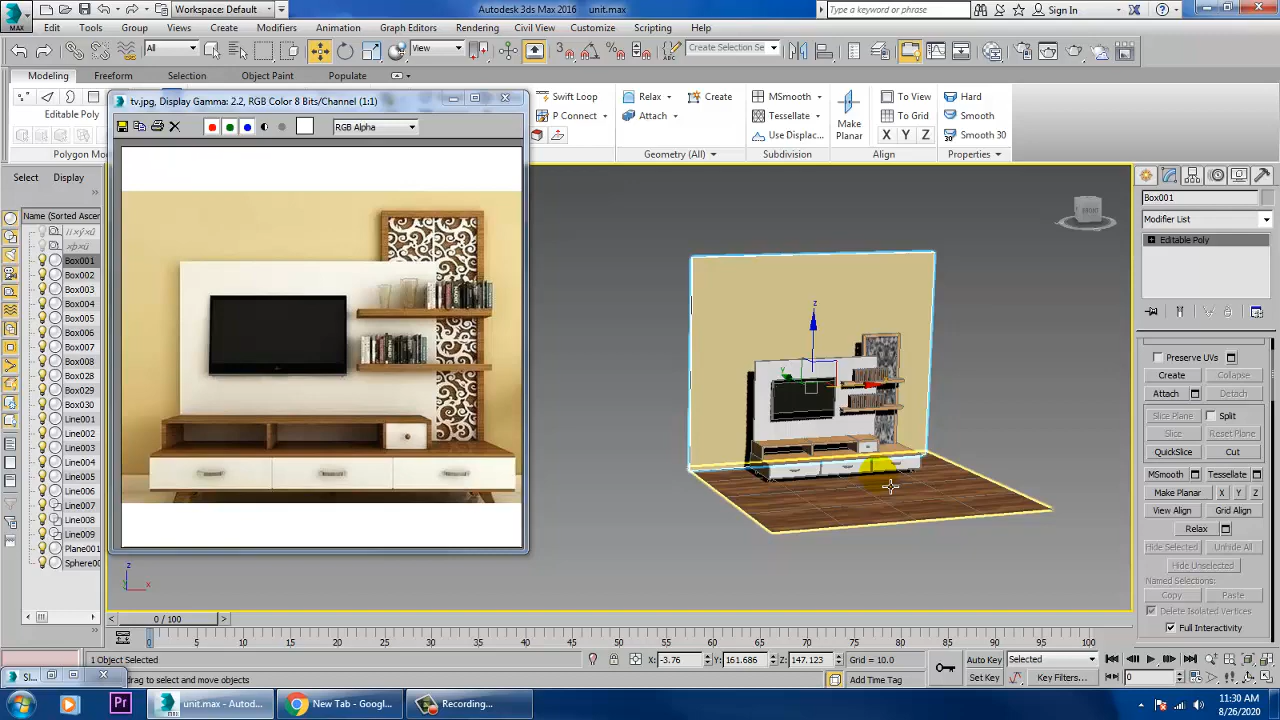 Workspace: Default
Autodesk 3ds Max 2016 unit.max
Type a keyword or phrase
Sign In
MAX
Edit Tools Group Views Create Modifiers Animation Graph Editors Rendering Civil View Customize Scripting Help
All
View
Create Selection Se
Modeling Freeform Selection Object Paint Populate
Editable Poly
Polygon Mo
tv.jpg, Display Gamma: 2.2, RGB Color 8 Bits/Channel (1:1)
RGB Alpha
Swift Loop
P Connect
Relax
Create
Attach
Geometry (All)
MSmooth
Tessellate
Use Displac...
Subdivision
Make
Planar
To View
To Grid
X Y Z
Align
Hard
Smooth
Smooth 30
Properties
Select Display
Name (Sorted Ascen
Box001
Box002
Box003
Box004
Box005
Box006
Box007
Box008
Box028
Box029
Box030
Line001
Line002
Line003
Line004
Line005
Line006
Line007
Line008
Line009
Plane001
Sphere00
FRONT
z
y
z
x
Box001
Modifier List
Editable Poly
Preserve UVs
Create Collapse
Attach Detach
Slice Plane Split
Slice Reset Plane
QuickSlice Cut
MSmooth Tessellate
Make Planar X Y Z
View Align Grid Align
Relax
Hide Selected Unhide All
Hide Unselected
Named Selections:
Copy Paste
Delete Isolated Vertices
Full Interactivity
0 / 100
0 5 10 15 20 25 30 35 40 45 50 55 60 65 70 75 80 85 90 95 100
1 Object Selected
X: -3.76 Y: 161.686 Z: 147.123 Grid = 10.0
Auto Key Selected
drag to select and move objects
Add Time Tag
Set Key Key Filters... 0
unit.max - Autod...
New Tab - Googl...
Recording...
11:30 AM
8/26/2020